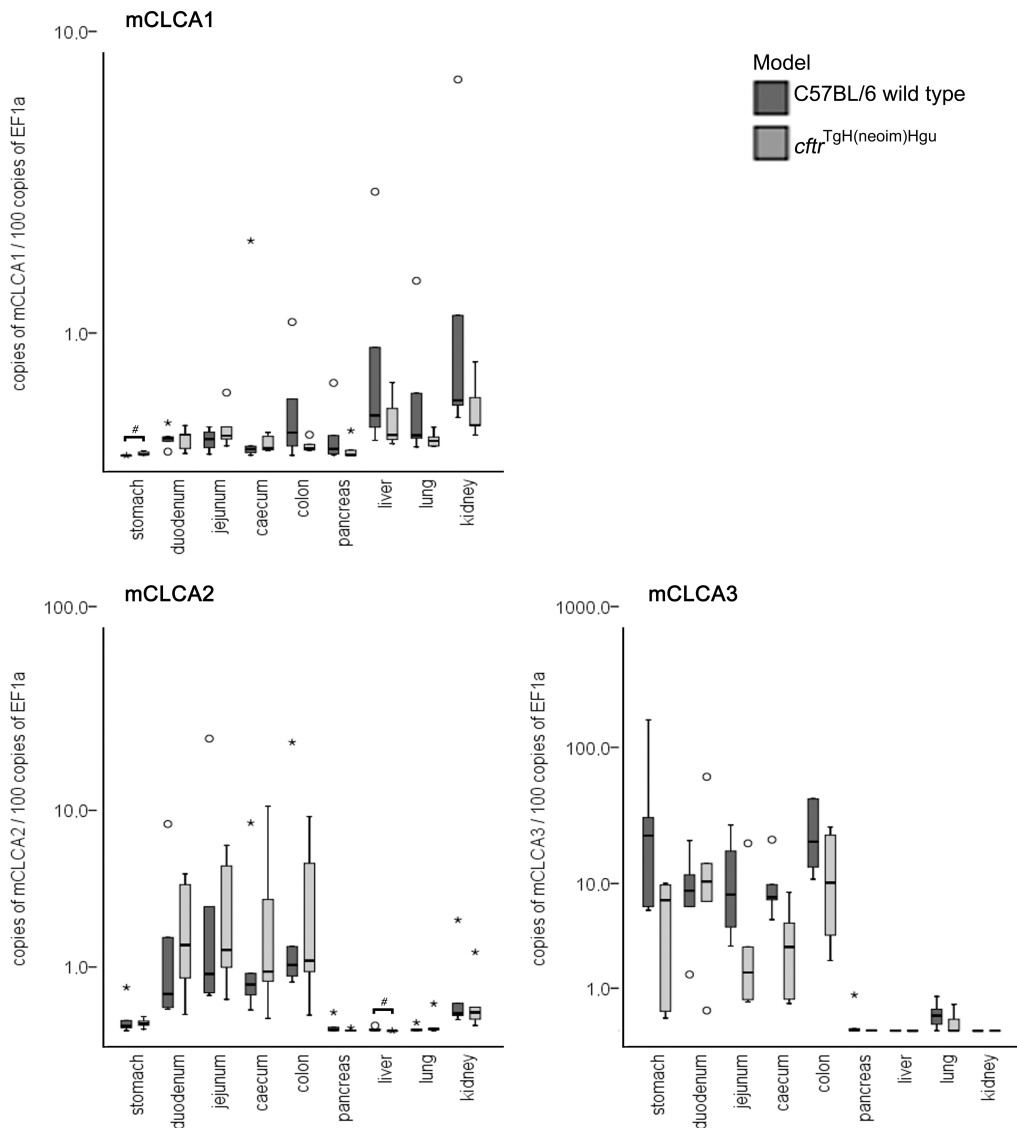 mCLCA1
10.0
1.0
copies of mCLCA1 / 100 copies of EF1a
#
stomach
duodenum
jejunum
caecum
colon
pancreas
liver
lung
kidney
Model
C57BL/6 wild type
cftr TgH(neoim)Hgu
mCLCA2
100.0
10.0
1.0
copies of mCLCA2 / 100 copies of EF1a
#
stomach
duodenum
jejunum
caecum
colon
pancreas
liver
lung
kidney
mCLCA3
1000.0
100.0
10.0
1.0
copies of mCLCA3 / 100 copies of EF1a
stomach
duodenum
jejunum
caecum
colon
pancreas
liver
lung
kidney